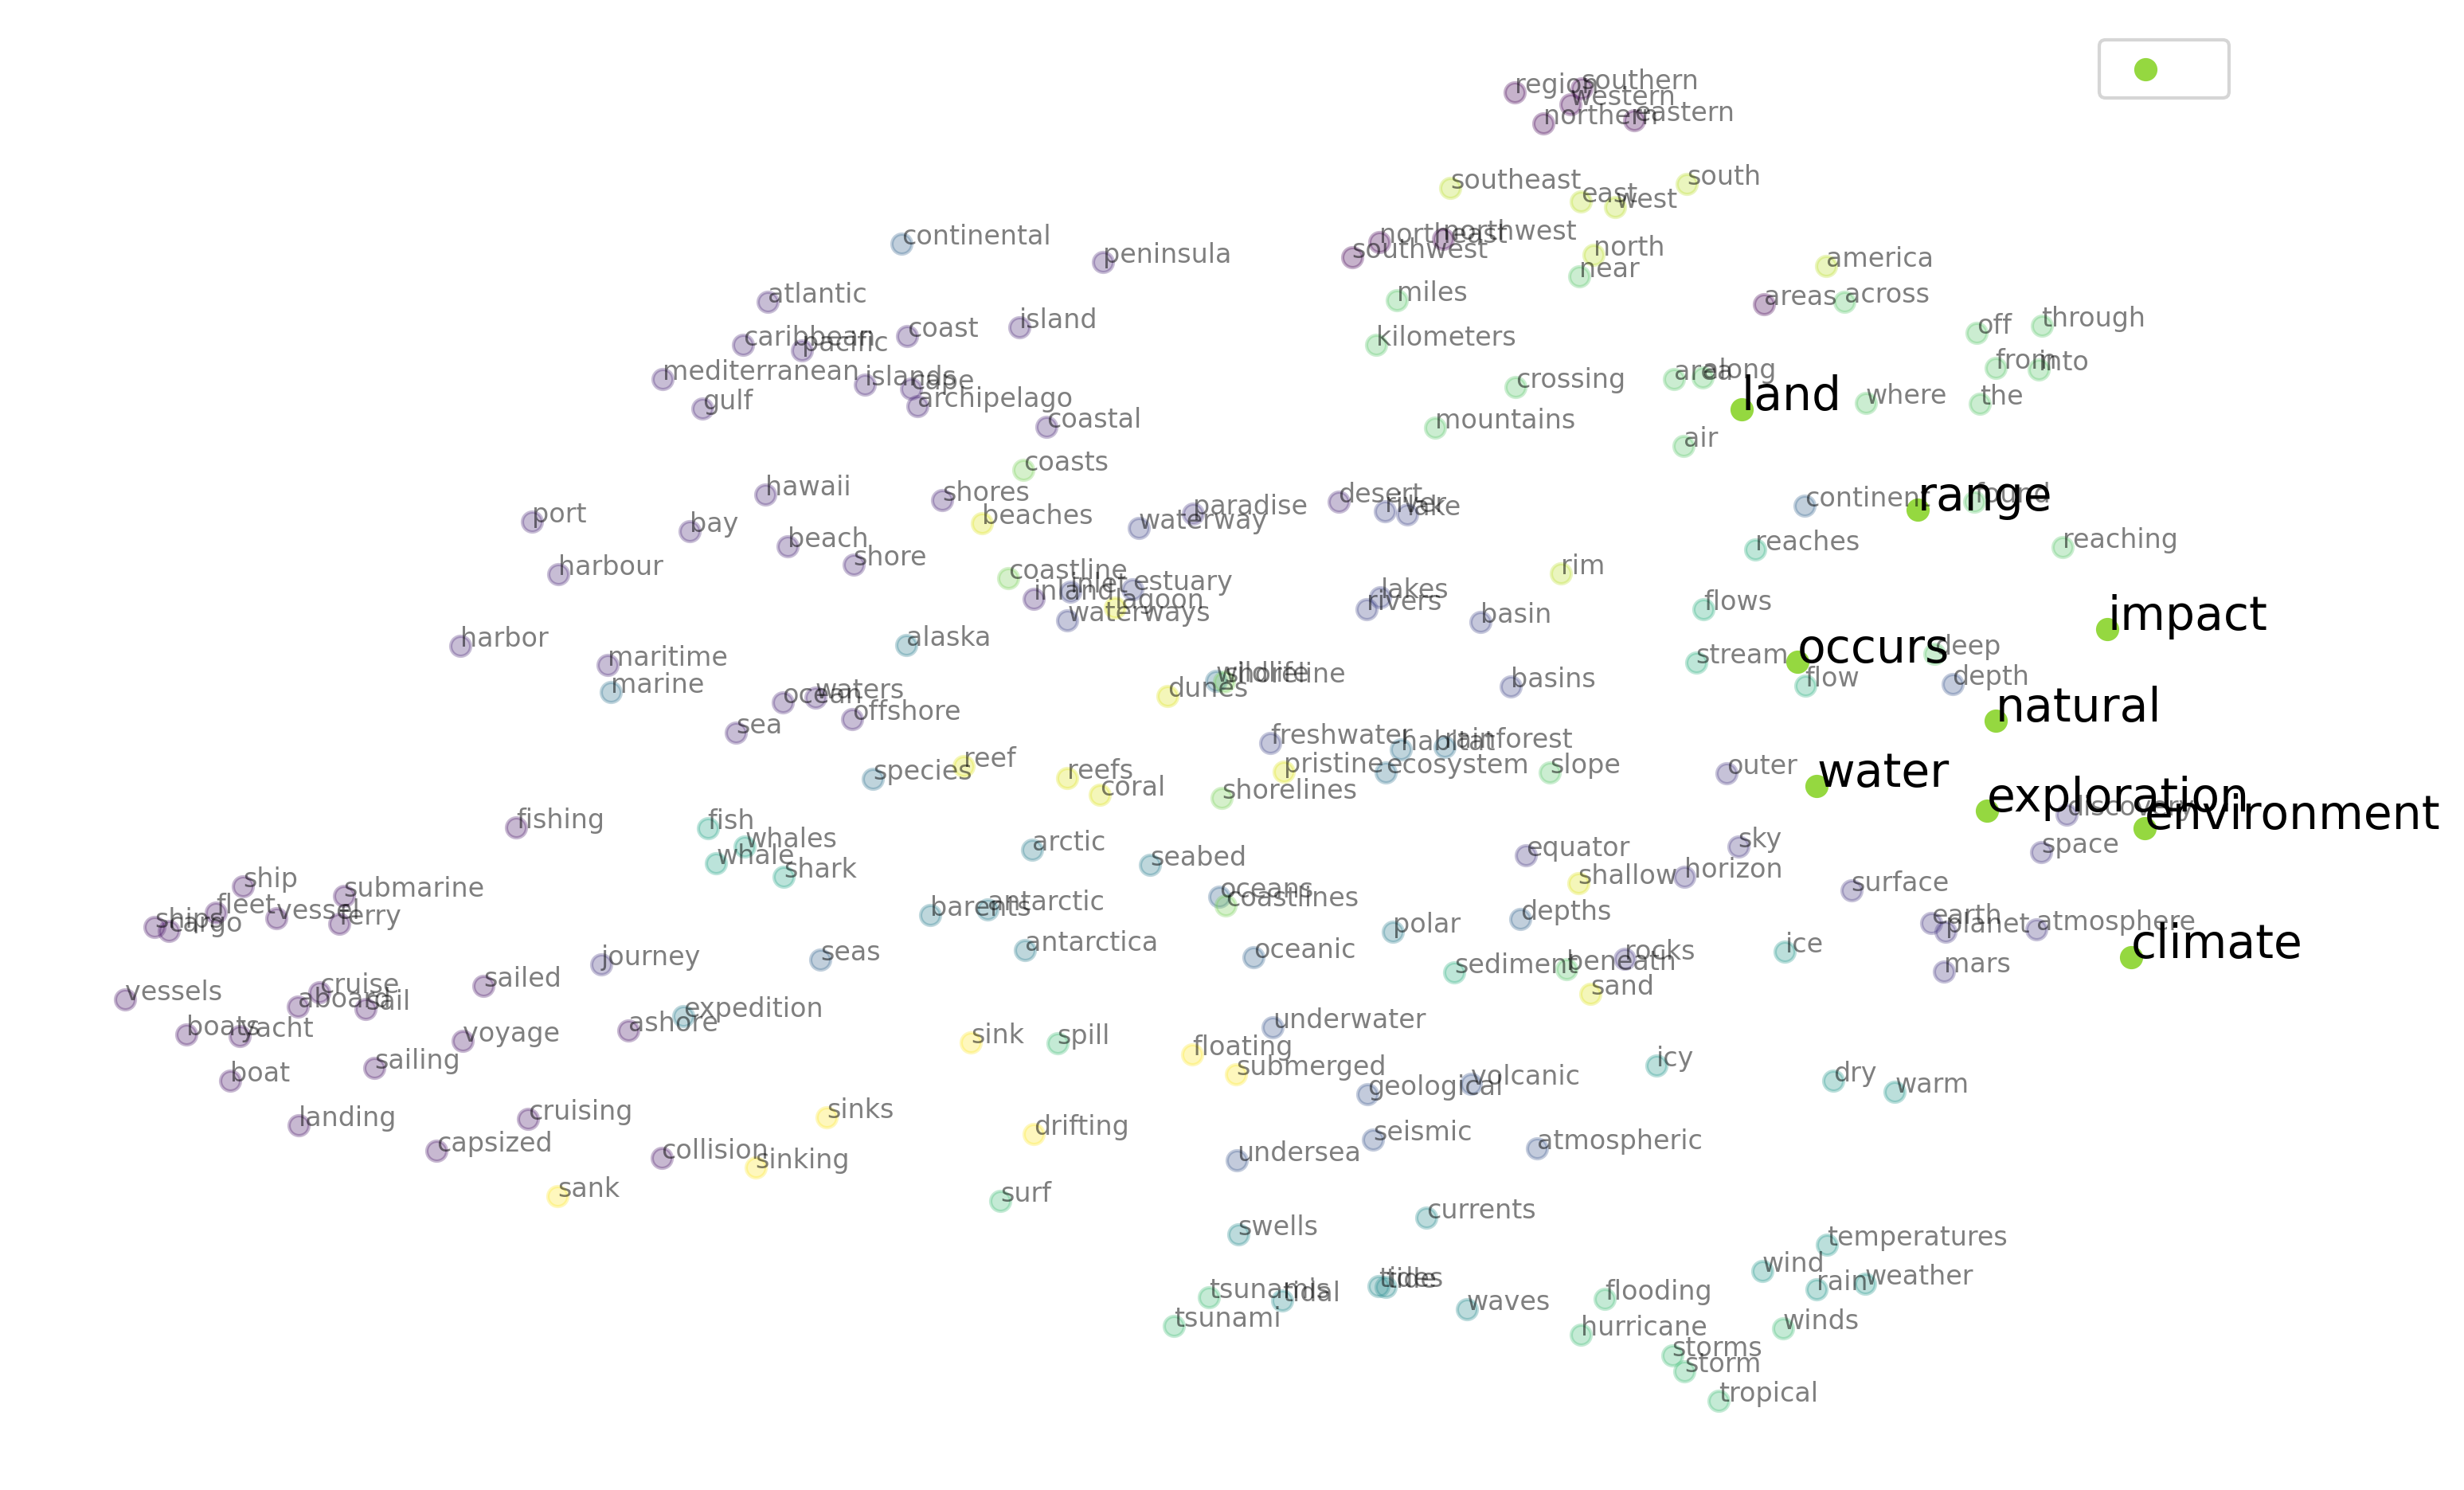 region
southern
western
northern
eastern
southeast
east
west
south
continental
peninsula
northeast
northwest
southwest
north
near
america
atlantic
island
miles
areas
across
caribbean
pacific
coast
kilometers
off
through
mediterranean
islands
cape
crossing
area
along
from
into
gulf
archipelago
land
where
the
coastal
mountains
air
coasts
hawaii
shores
paradise
desert
river
lake
continent
range
found
port
bay
beach
beaches
waterway
reaches
reaching
harbour
shore
coastline
inlet
estuary
rim
inland
lagoon
waterways
lakes
rivers
basin
flows
impact
harbor
alaska
occurs
deep
maritime
marine
wildlife
shoreline
dunes
basins
stream
flow
depth
ocean
waters
offshore
natural
sea
freshwater
habitat
rainforest
species
reef
reefs
coral
pristine
ecosystem
slope
outer
water
shorelines
exploration
discovery
environment
fishing
fish
whales
whale
shark
arctic
seabed
equator
sky
space
ship
submarine
oceans
shallow
horizon
surface
fleet
vessel
ferry
ships
cargo
barents
antarctic
coastlines
polar
depths
earth
planet
atmosphere
journey
seas
antarctica
oceanic
sediment
beneath
rocks
ice
mars
climate
vessels
cruise
aboard
sail
sailed
sand
boats
yacht
voyage
ashore
expedition
sink
spill
floating
underwater
boat
sailing
submerged
geological
volcanic
icy
dry
warm
landing
cruising
sinks
drifting
capsized
collision
sinking
undersea
seismic
atmospheric
sank
surf
swells
currents
temperatures
tsunamis
tidal
tides
tide
waves
flooding
wind
rain
weather
tsunami
hurricane
winds
storms
storm
tropical